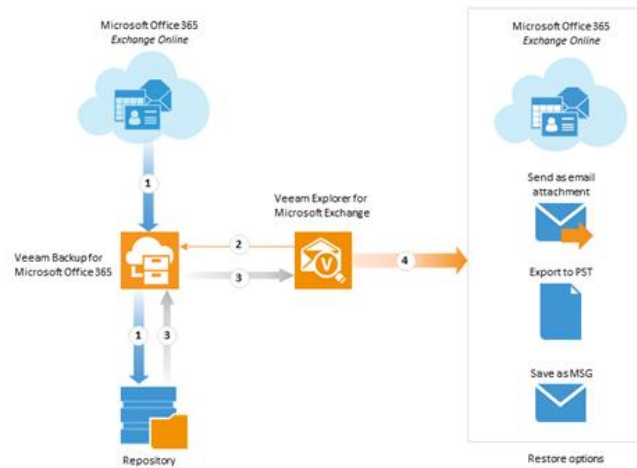 Microsoft Office 365
Exchange Online
Microsoft Office 365
Exchange Online
1
Send as email
attachment
Veeam Explorer for
Microsoft Exchange
Veeam Backup for
Microsoft Office 365
2
3
V
4
Export to PST
1
3
Save as MSG
Repository
Restore options